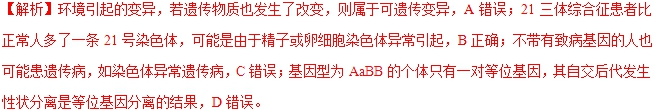 【解析】环境引起的变异，若遗传物质也发生了改变，则属于可遗传变异，A 错误；21 三体综合征患者比
正常人多了一条 21 号染色体，可能是由于精子或卵细胞染色体异常引起，B 正确；不带有致病基因的人也
可能患遗传病，如染色体异常遗传病，C 错误；基因型为 AaBB 的个体只有一对等位基因，其自交后代发生
性状分离是等位基因分离的结果，D 错误。